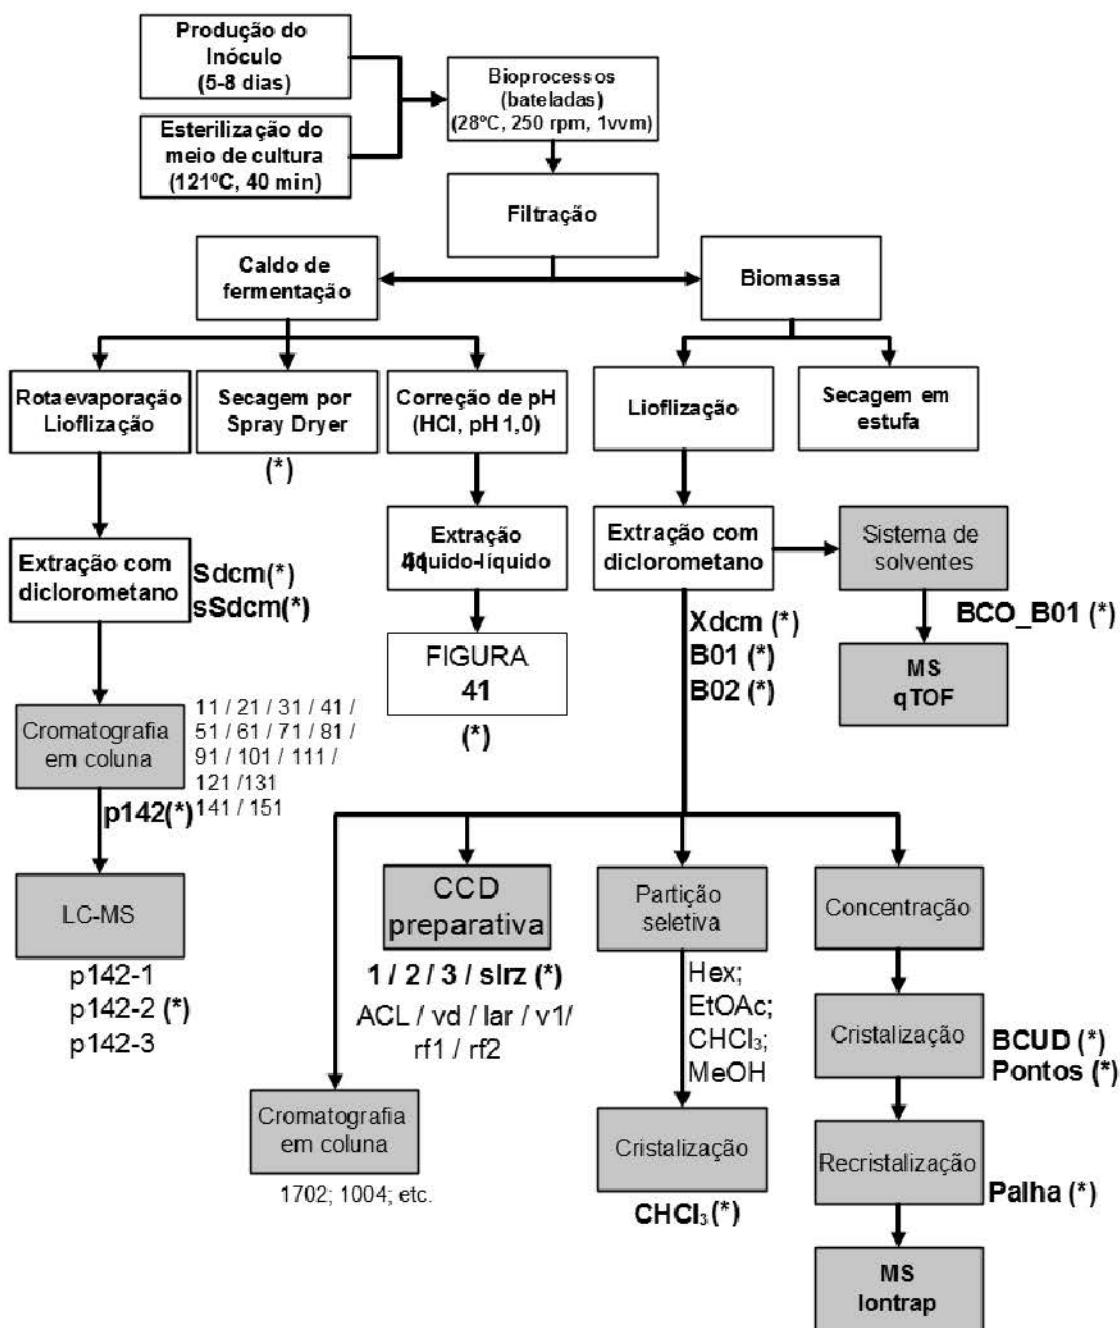 Produção do
Inóculo
(5-8 dias)
Bioprocessos
(bateladas)
(28ºC, 250 rpm, 1vvm)
Esterilização do
meio de cultura
(121ºC, 40 min)
Filtração
Caldo de
fermentação
Biomassa
Rotaevaporação
Lioflização
Secagem por
Spray Dryer
(*)
Correção de pH
(HCl, pH 1,0)
Lioflização
Secagem em
estufa
Extração com
diclorometano
Sdcm(*)
sSdcm(*)
Extração
41
líquido-líquido
Extração com
diclorometano
Sistema de
solventes
BCO_B01 (*)
Xdcm (*)
B01 (*)
B02 (*)
MS
qTOF
FIGURA
41
(*)
Cromatografia
em coluna
11 / 21 / 31 / 41 /
51 / 61 / 71 / 81 /
91 / 101 / 111 /
121 /131
141 / 151
p142(*)
LC-MS
p142-1
p142-2 (*)
p142-3
CCD
preparativa
1 / 2 / 3 / slrz (*)
ACL / vd / lar / v1/
rf1 / rf2
Partição
seletiva
Hex;
EtOAc;
CHCl₃;
MeOH
Concentração
Cristalização
BCUD (*)
Pontos (*)
Cromatografia
em coluna
1702; 1004; etc.
Cristalização
CHCl₃ (*)
Recristalização
Palha (*)
MS
Iontrap